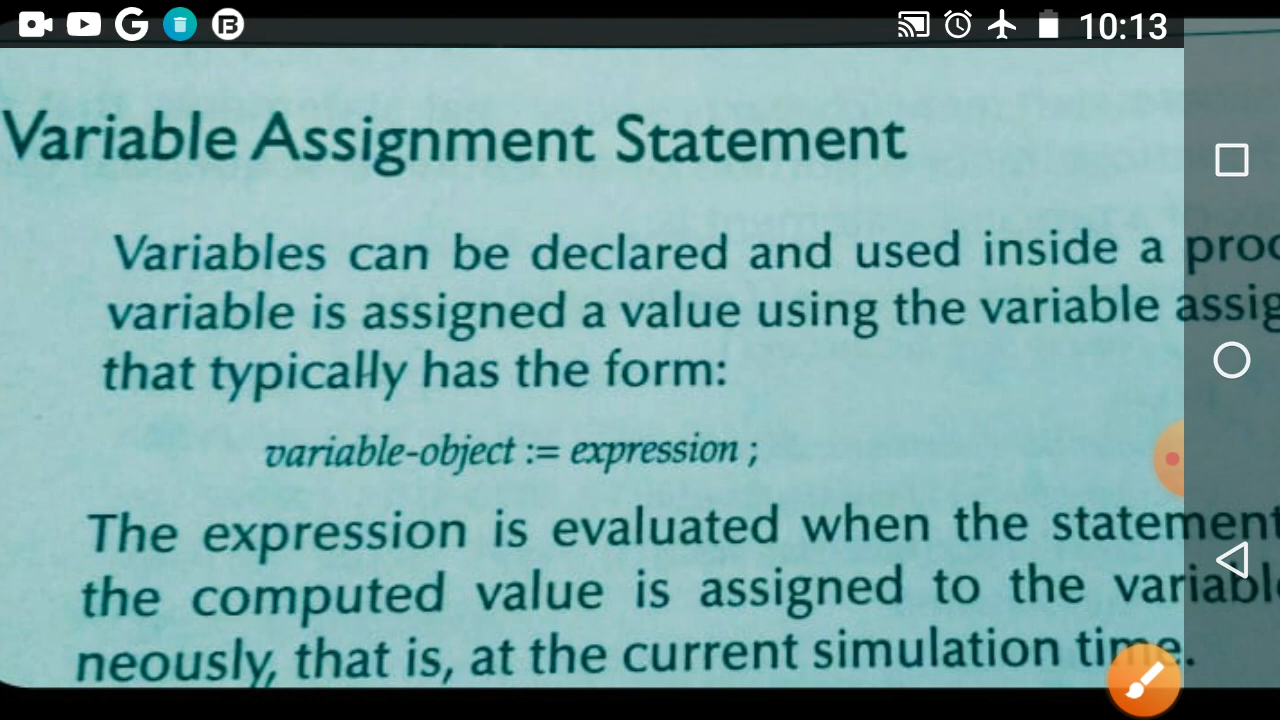 10:13
Variable Assignment Statement
Variables can be declared and used inside a
variable is assigned a value using the variable
that typically has the form:
variable-object := expression ;
The expression is evaluated when the statement
the computed value is assigned to the
neously, that is, at the current simulation time.